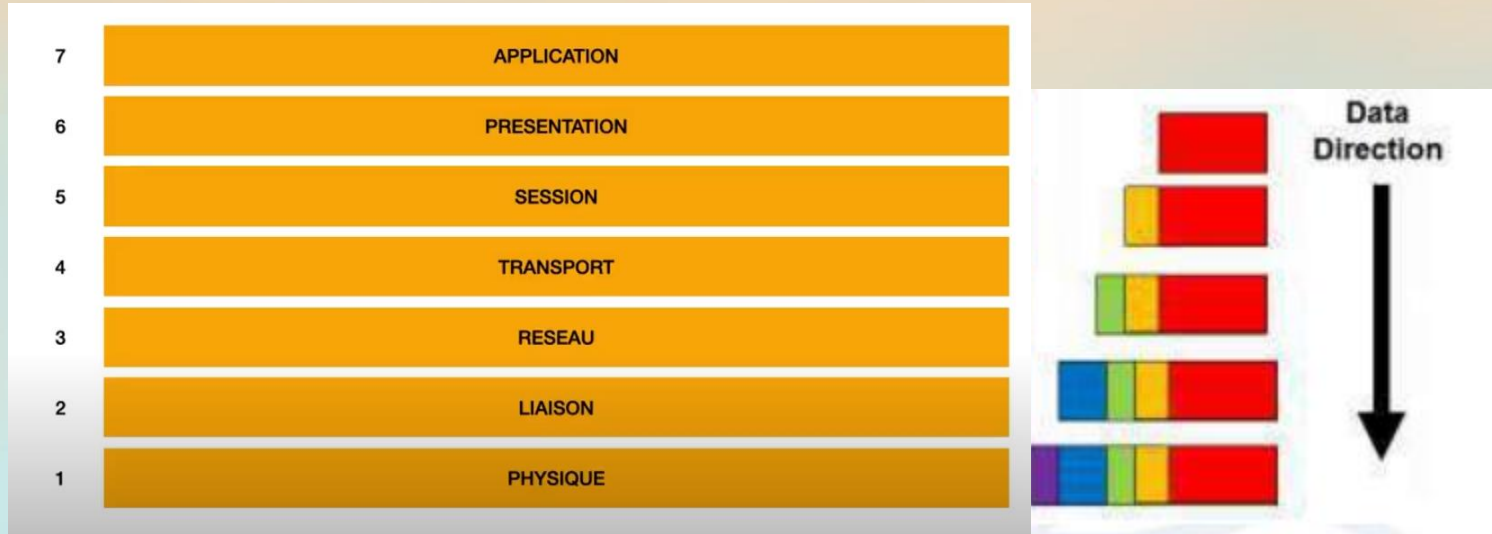 7 APPLICATION
6 PRESENTATION
5 SESSION
4 TRANSPORT
3 RESEAU
2 LIAISON
1 PHYSIQUE
Data
Direction